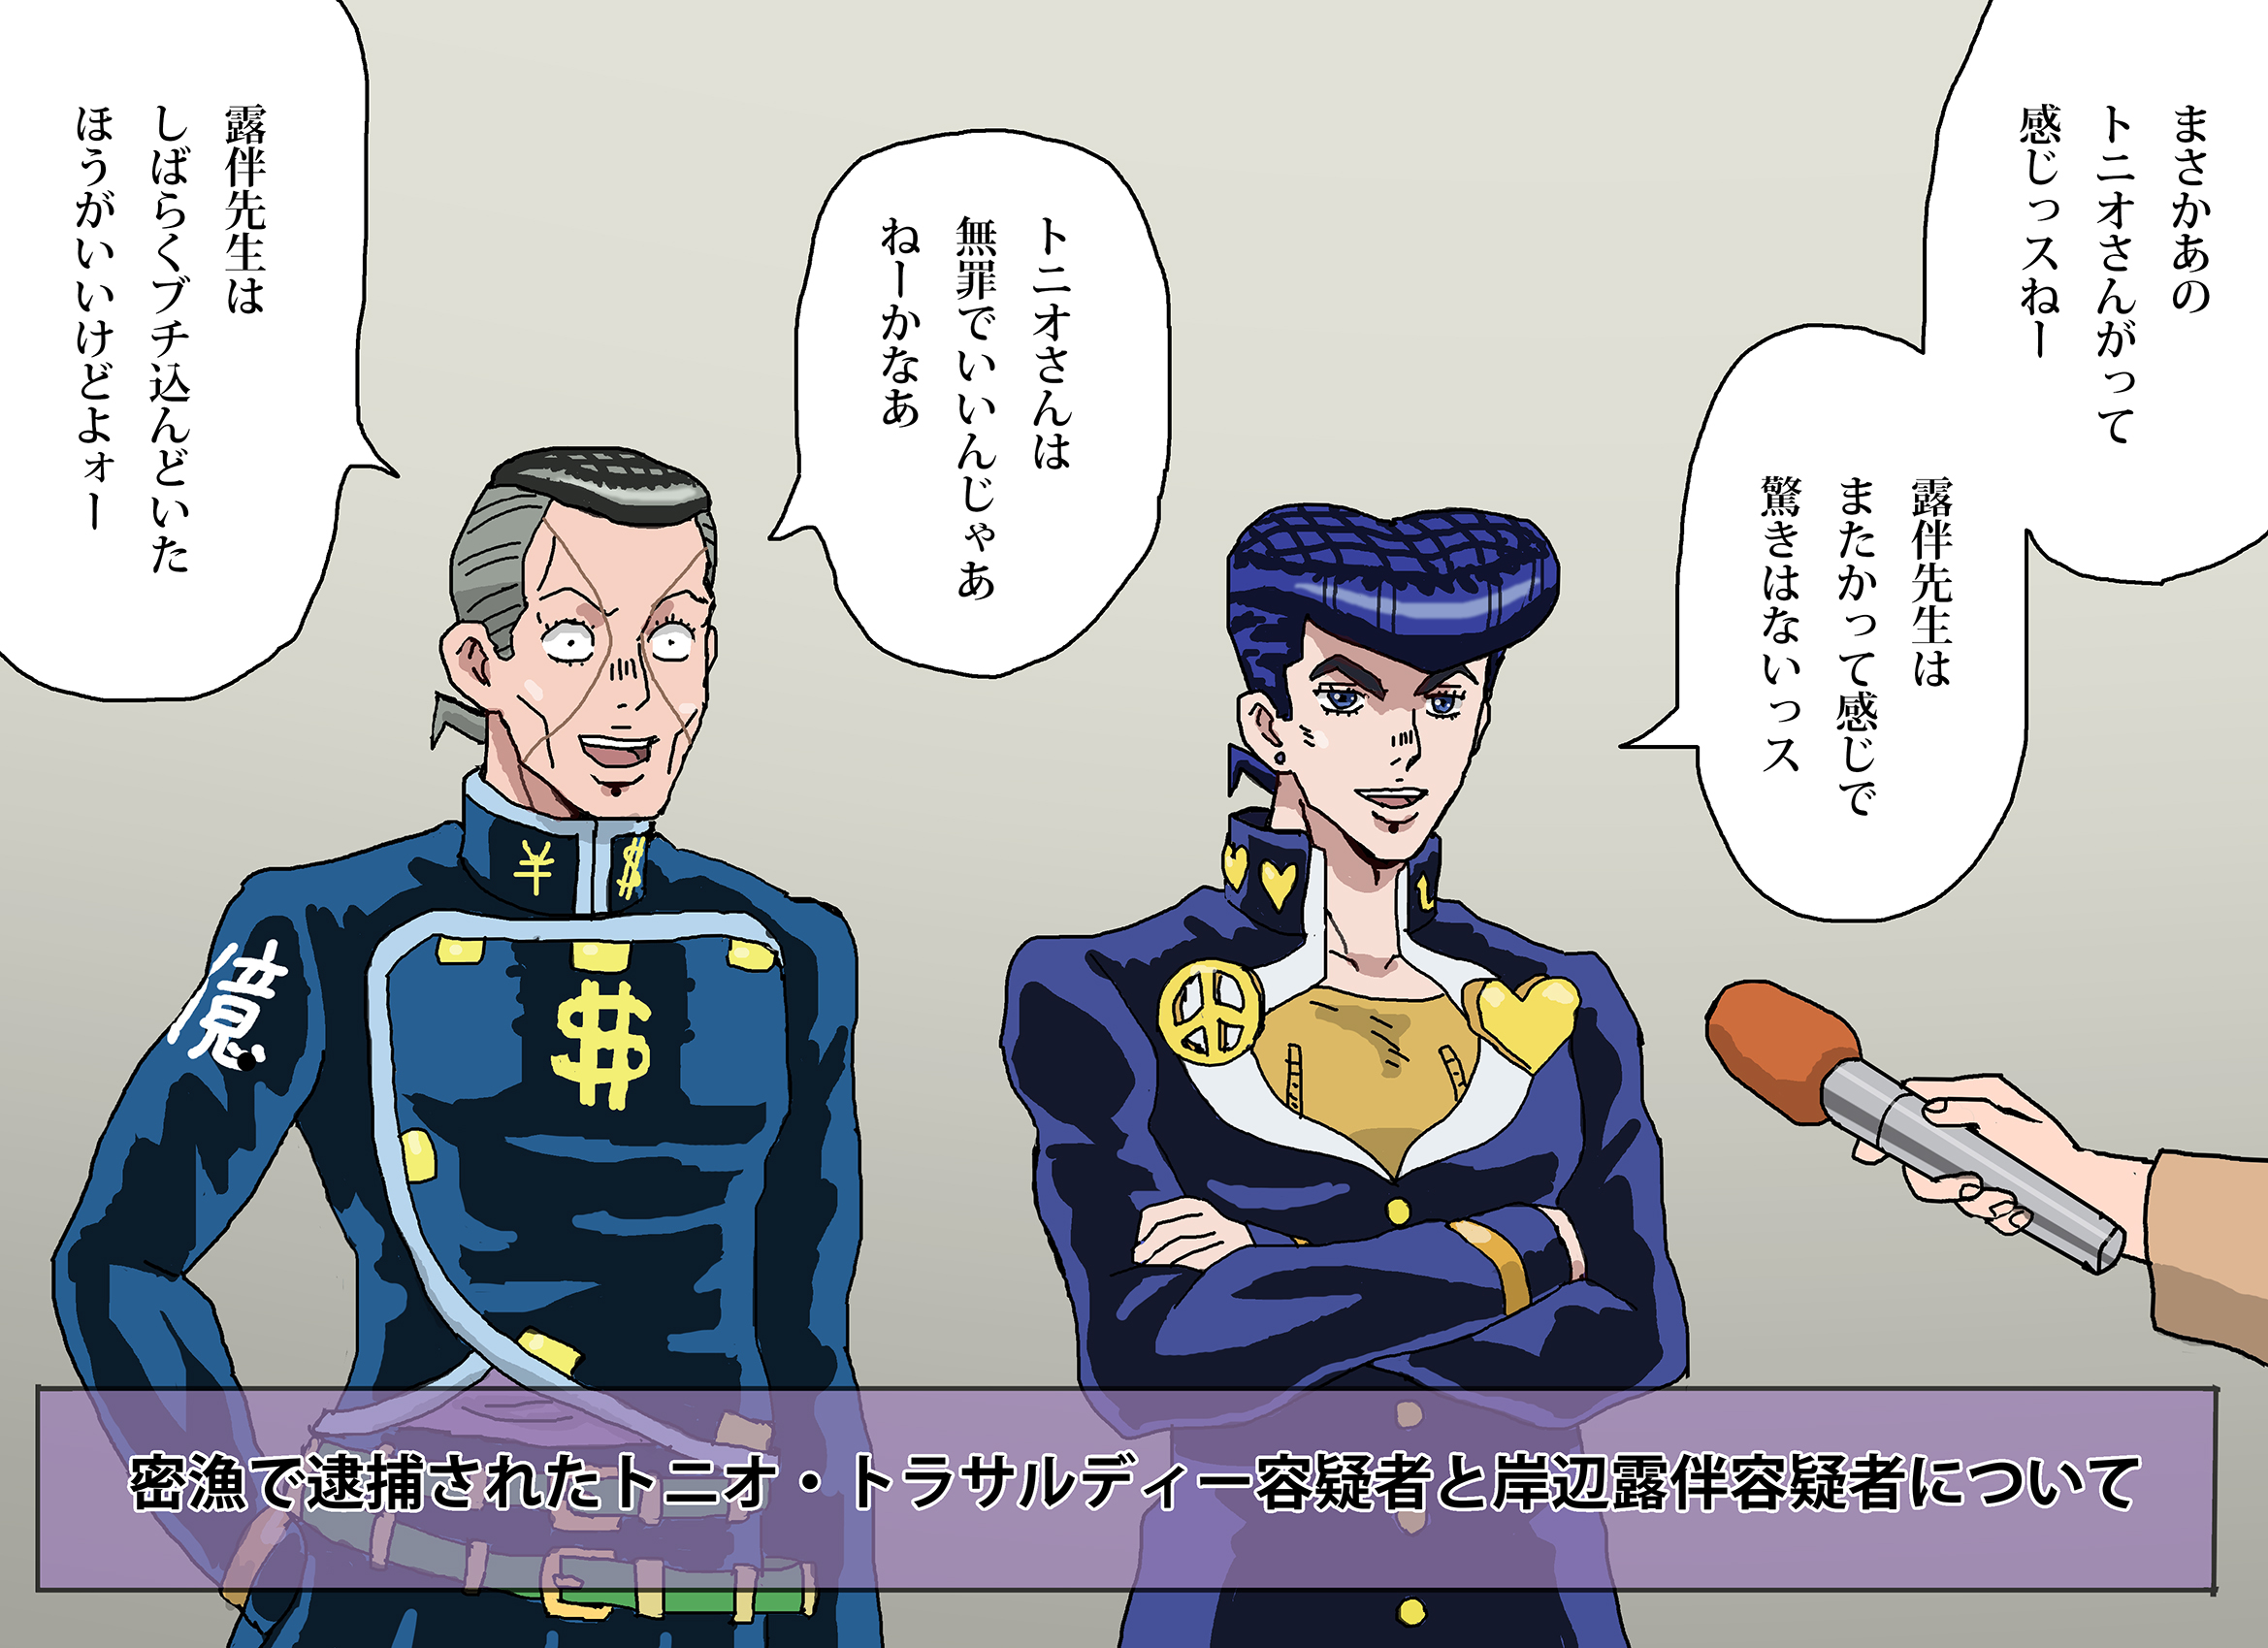 まさかあの
トニオさんがって
感じっスねー
露伴先生は
またかって感じで
驚きはないっス
トニオさんは
無罪でいいんじゃあ
ねーかなあ
露伴先生は
しばらくブチ込んどいた
ほうがいいけどよォー
¥
$
$
億
密漁で逮捕されたトニオ・トラサルディー容疑者と岸辺露伴容疑者について